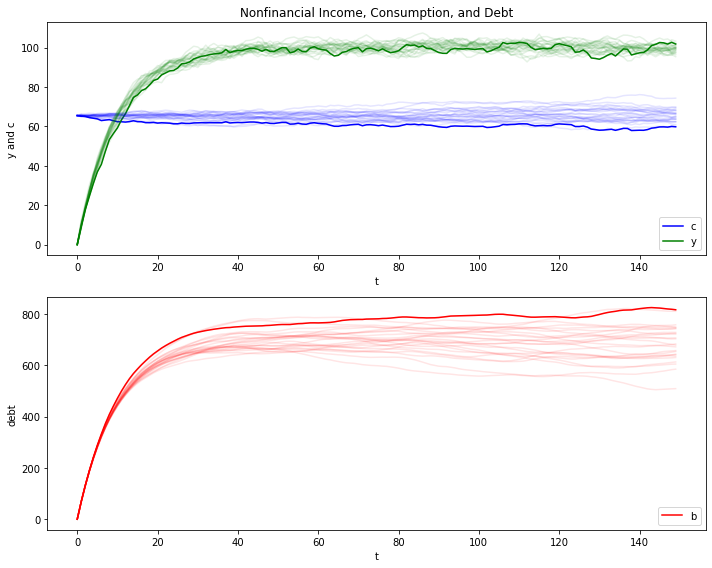 Nonfinancial Income, Consumption, and Debt
y and c
100
80
60
40
20
0
c
y
0 20 40 60 80 100 120 140
t
debt
800
600
400
200
0
b
0 20 40 60 80 100 120 140
t